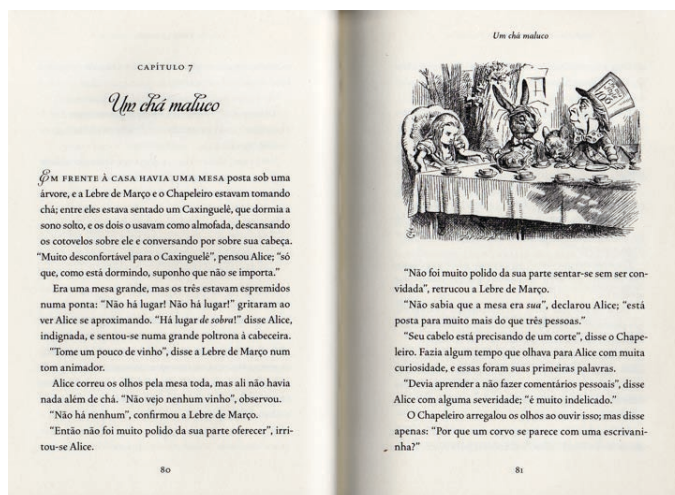 CAPÍTULO 7
Um chá maluco
EM FRENTE À CASA HAVIA UMA MESA posta sob uma
árvore, e a Lebre de Março e o Chapeleiro estavam tomando
chá; entre eles estava sentado um Caxinguelê, que dormia a
sono solto, e os dois o usavam como almofada, descansando
os cotovelos sobre ele e conversando por sobre sua cabeça.
“Muito desconfortável para o Caxinguelê”, pensou Alice; “só
que, como está dormindo, suponho que não se importa.”
Era uma mesa grande, mas os três estavam espremidos
numa ponta: “Não há lugar! Não há lugar!” gritaram ao
ver Alice se aproximando. “Há lugar de sobra!” disse Alice,
indignada, e sentou-se numa grande poltrona à cabeceira.
“Tome um pouco de vinho”, disse a Lebre de Março num
tom animador.
Alice correu os olhos pela mesa toda, mas ali não havia
nada além de chá. “Não vejo nenhum vinho”, observou.
“Não há nenhum”, confirmou a Lebre de Março.
“Então não foi muito polido da sua parte oferecer”, irri-
tou-se Alice.
80
Um chá maluco
“Não foi muito polido da sua parte sentar-se sem ser con-
vidada”, retrucou a Lebre de Março.
“Não sabia que a mesa era sua”, declarou Alice; “está
posta para muito mais do que três pessoas.”
“Seu cabelo está precisando de um corte”, disse o Chape-
leiro. Fazia algum tempo que olhava para Alice com muita
curiosidade, e essas foram suas primeiras palavras.
“Devia aprender a não fazer comentários pessoais”, disse
Alice com alguma severidade; “é muito indelicado.”
O Chapeleiro arregalou os olhos ao ouvir isso; mas disse
apenas: “Por que um corvo se parece com uma escrivani-
nha?”
81